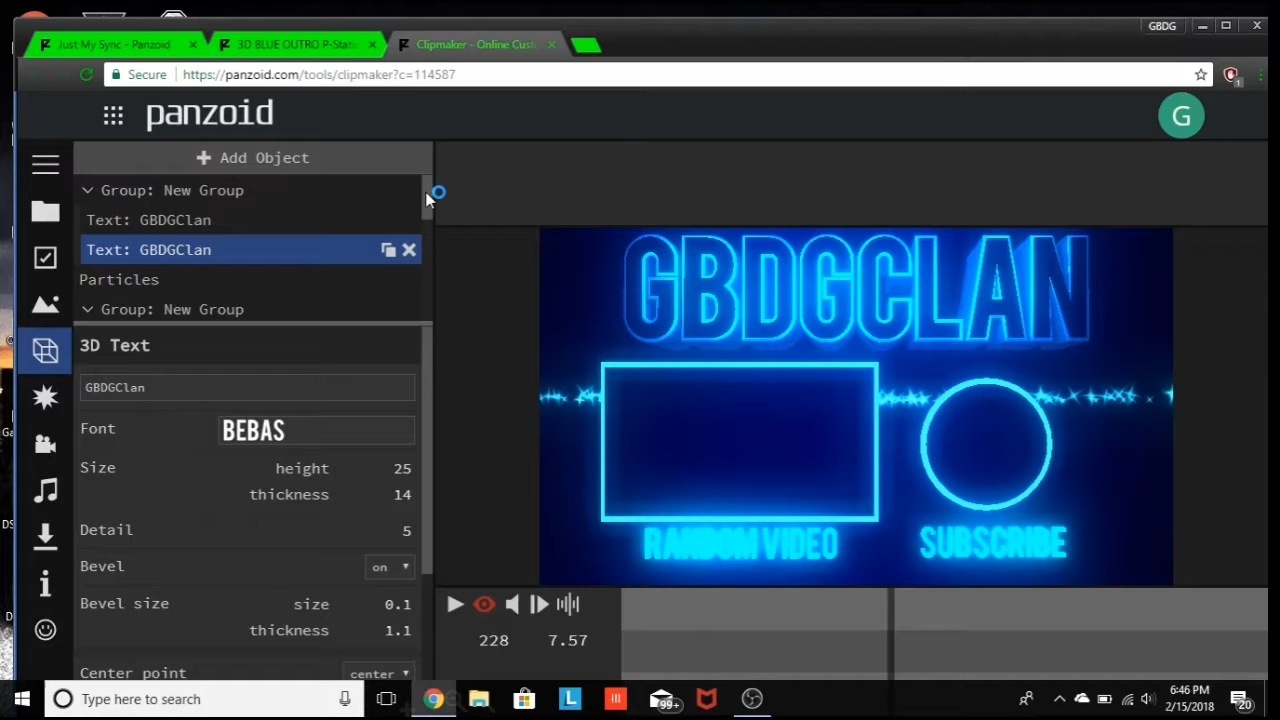 GBDG
Just My Sync - Panzoid
3D BLUE OUTRO P-Stati
Clipmaker - Online Cust
Secure https://panzoid.com/tools/clipmaker?c=114587
1
panzoid
G
Add Object
Group: New Group
Text: GBDGClan
Text: GBDGClan
Particles
Group: New Group
3D Text
GBDGClan
Font BEBAS
Size height 25
thickness 14
Detail 5
Bevel on
Bevel size size 0.1
thickness 1.1
Center point center
GBDGCLAN
RANDOM VIDEO
SUBSCRIBE
228 7.57
Type here to search
L
99+
6:46 PM
2/15/2018
20